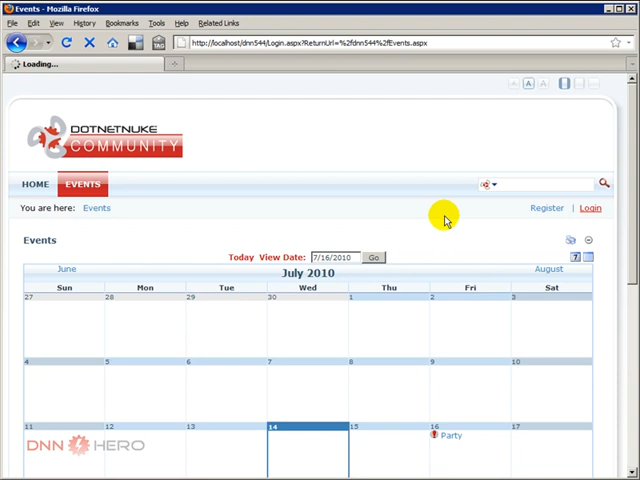 Events - Mozilla Firefox
File Edit View History Bookmarks Tools Help Related Links
TAG
http://localhost/dnn544/Login.aspx?ReturnUrl=%2fdnn544%2fEvents.aspx
Loading...
A A A
DOTNETNUKE
COMMUNITY
HOME EVENTS
You are here: Events Register | Login
Events
Today View Date: 7/16/2010 Go
7
June July 2010 August
Sun Mon Tue Wed Thu Fri Sat
27 28 29 30 1 2 3
4 5 6 7 8 9 10
11 12 13 14 15 16 17
Party
DNN HERO